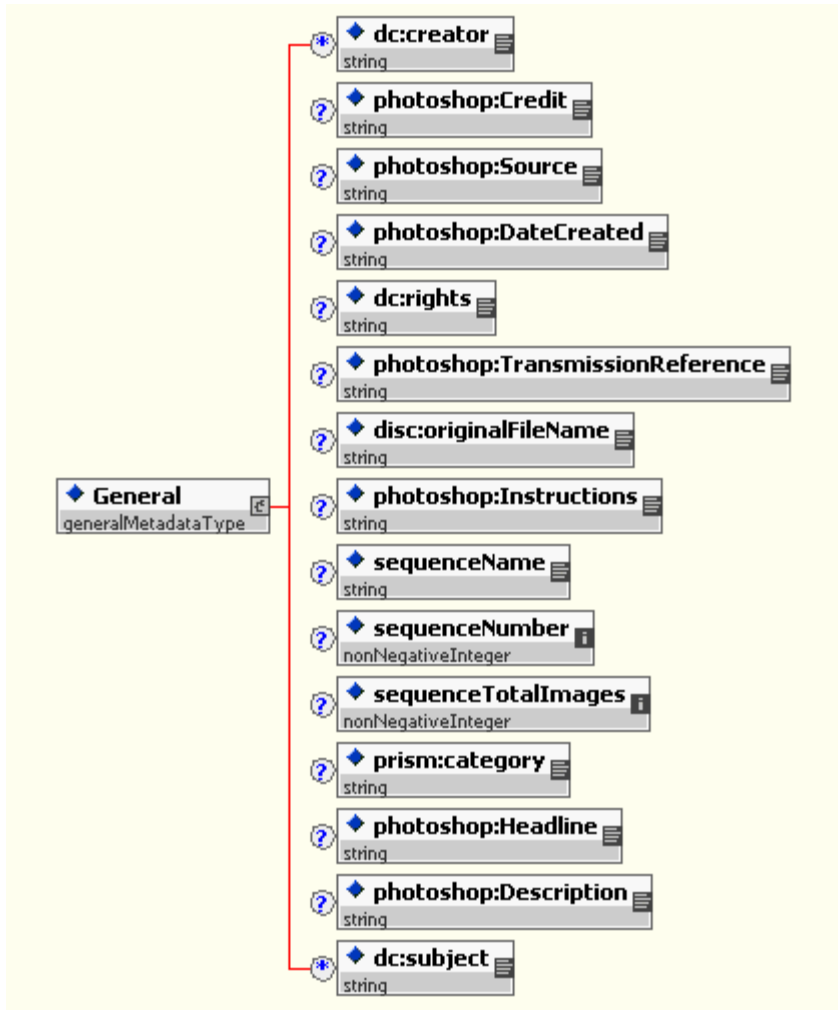 dc:creator
string
photoshop:Credit
string
photoshop:Source
string
photoshop:DateCreated
string
dc:rights
string
photoshop:TransmissionReference
string
disc:originalFileName
string
General
generalMetadataType
photoshop:Instructions
string
sequenceName
string
sequenceNumber
nonNegativeInteger
sequenceTotalImages
nonNegativeInteger
prism:category
string
photoshop:Headline
string
photoshop:Description
string
dc:subject
string